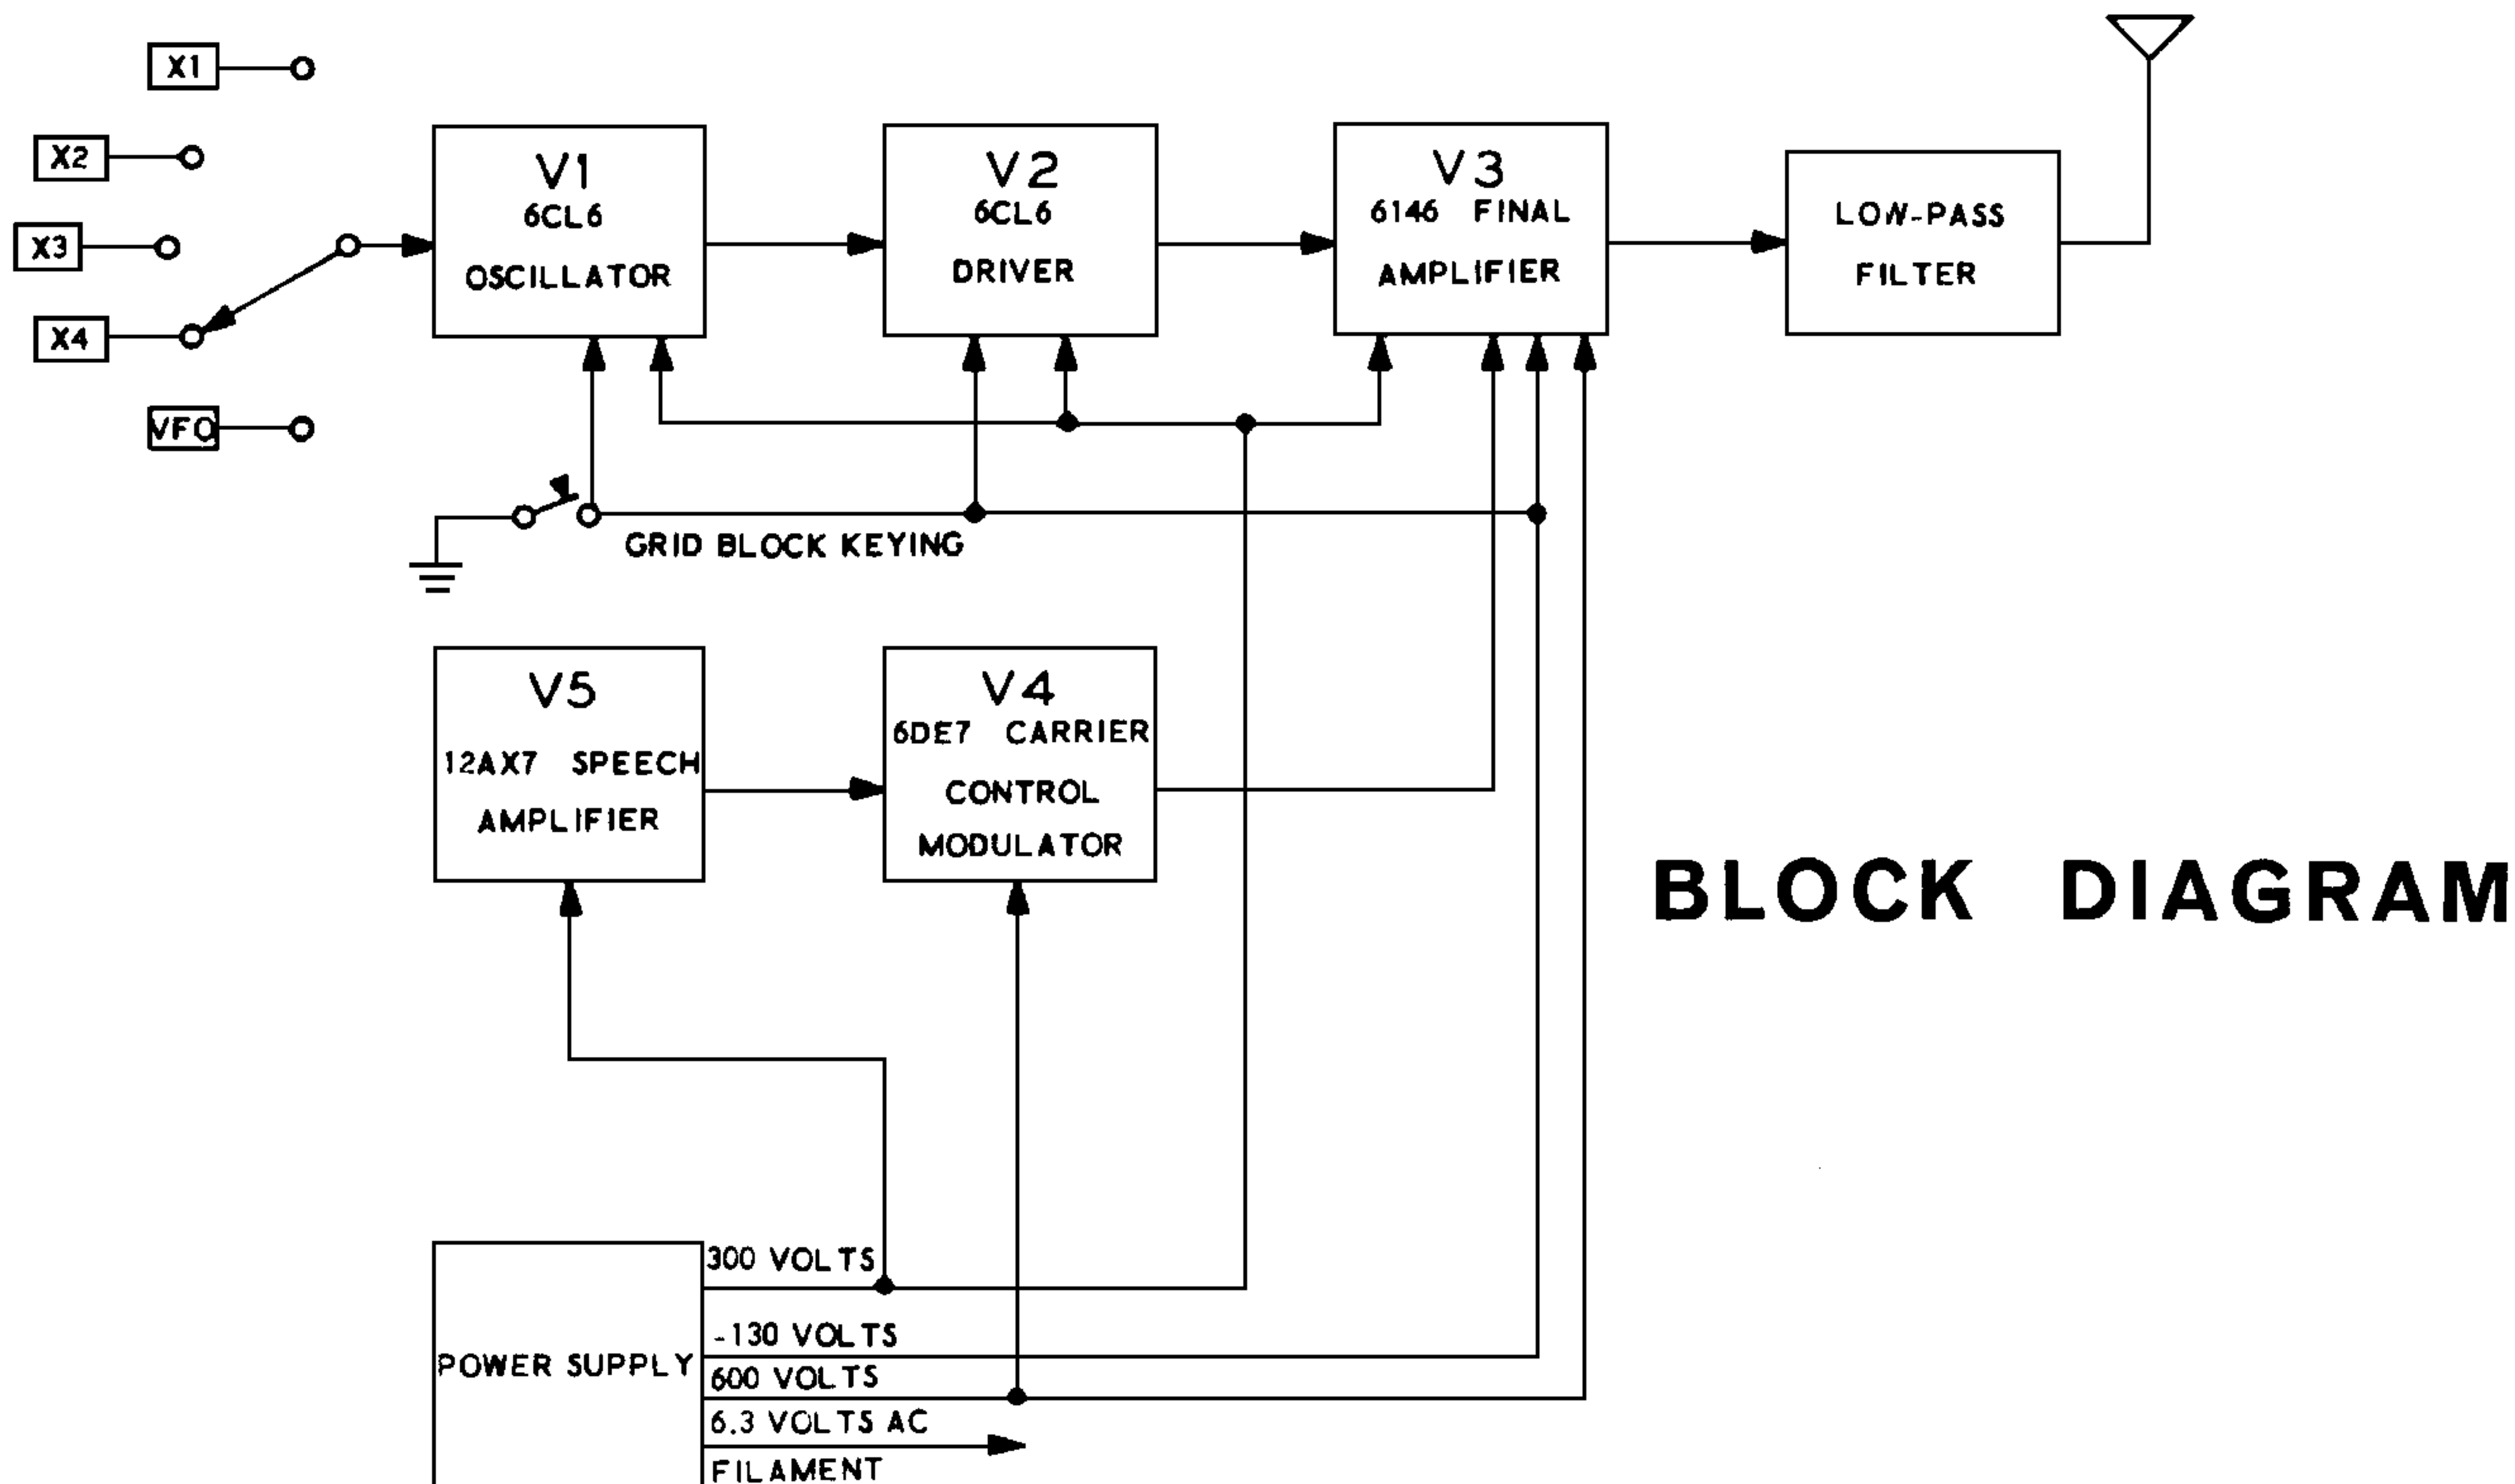 X1
X2
X3
X4
VFO
V1
6CL6
OSCILLATOR
V2
6CL6
DRIVER
V3
6146 FINAL
AMPLIFIER
LOW-PASS
FILTER
GRID BLOCK KEYING
V5
12AX7 SPEECH
AMPLIFIER
V4
6DE7 CARRIER
CONTROL
MODULATOR
BLOCK DIAGRAM
POWER SUPPLY
300 VOLTS
-130 VOLTS
600 VOLTS
6.3 VOLTS AC
FILAMENT